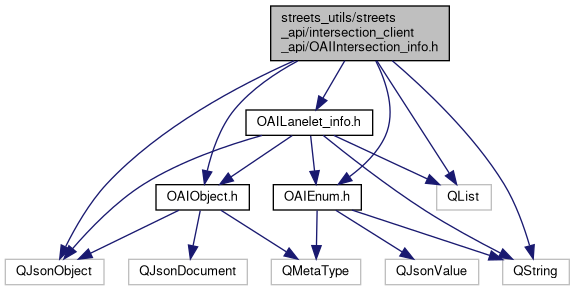 streets_utils/streets
_api/intersection_client
_api/OAIIntersection_info.h
OAILanelet_info.h
OAIObject.h
OAIEnum.h
QList
QJsonObject
QJsonDocument
QMetaType
QJsonValue
QString